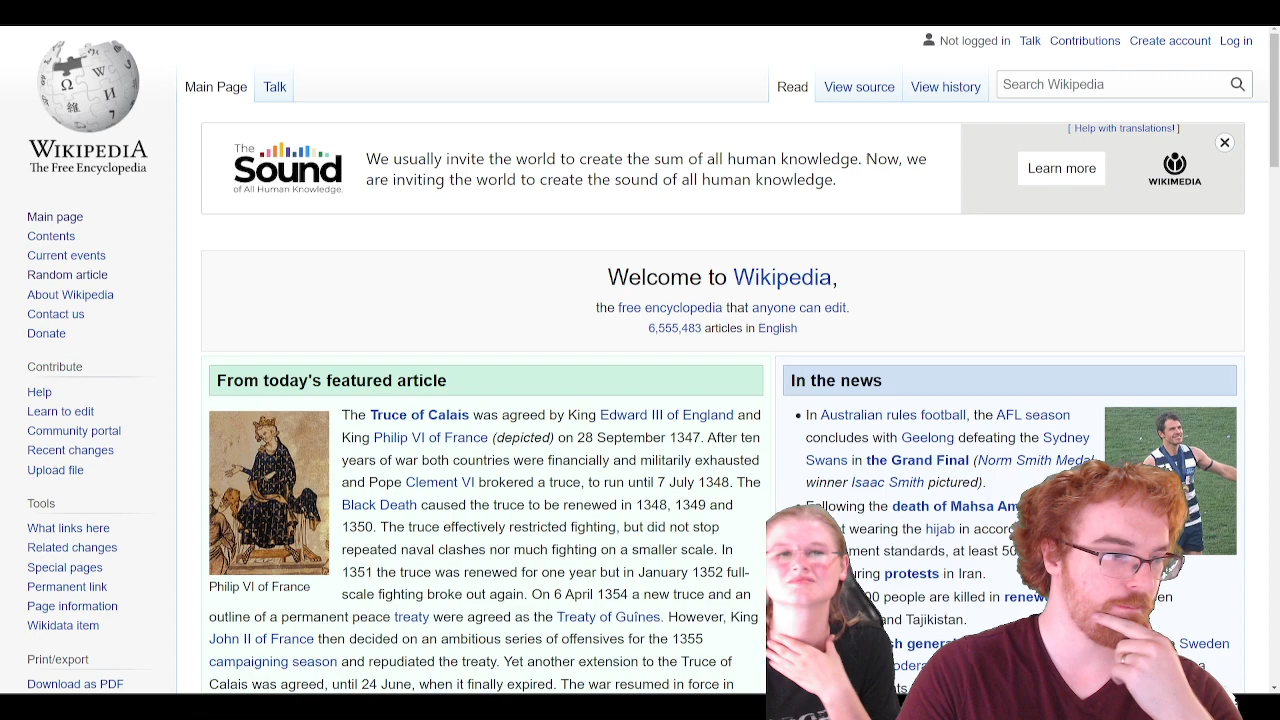 Not logged in Talk Contributions Create account Log in
Main Page Talk Read View source View history Search Wikipedia
WIKIPEDIA
The Free Encyclopedia
Main page
Contents
Current events
Random article
About Wikipedia
Contact us
Donate
Contribute
Help
Learn to edit
Community portal
Recent changes
Upload file
Tools
What links here
Related changes
Special pages
Permanent link
Page information
Wikidata item
Print/export
Download as PDF
The
Sound
of All Human Knowledge.
We usually invite the world to create the sum of all human knowledge. Now, we
are inviting the world to create the sound of all human knowledge.
[ Help with translations! ]
Learn more
WIKIMEDIA
Welcome to Wikipedia,
the free encyclopedia that anyone can edit.
6,555,483 articles in English
From today's featured article
The Truce of Calais was agreed by King Edward III of England and
King Philip VI of France (depicted) on 28 September 1347. After ten
years of war both countries were financially and militarily exhausted
and Pope Clement VI brokered a truce, to run until 7 July 1348. The
Black Death caused the truce to be renewed in 1348, 1349 and
1350. The truce effectively restricted fighting, but did not stop
repeated naval clashes nor much fighting on a smaller scale. In
1351 the truce was renewed for one year but in January 1352 full-
scale fighting broke out again. On 6 April 1354 a new truce and an
Philip VI of France
outline of a permanent peace treaty were agreed as the Treaty of Guînes. However, King
John II of France then decided on an ambitious series of offensives for the 1355
campaigning season and repudiated the treaty. Yet another extension to the Truce of
Calais was agreed, until 24 June, when it finally expired. The war resumed in force in
In the news
• In Australian rules football, the AFL season
concludes with Geelong defeating the Sydney
Swans in the Grand Final (Norm Smith Medal
winner Isaac Smith pictured).
Following the death of Mahsa
wearing the hijab in
standards, at least
protests in Iran.
people are killed in
and Tajikistan.
Sweden